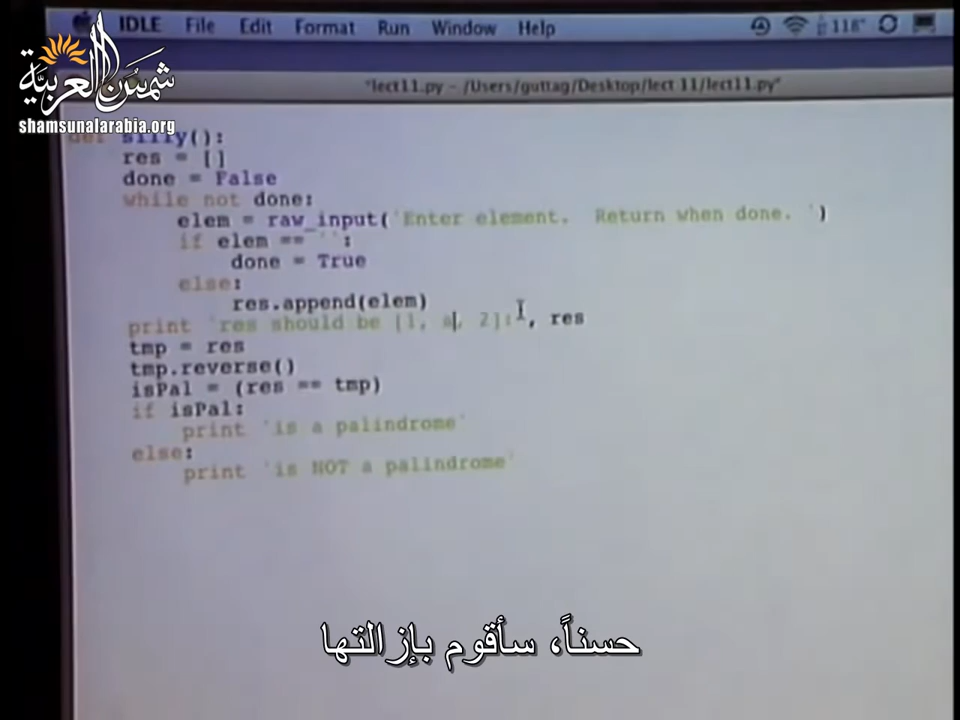 IDLE File Edit Format Run Window Help 118°
*lect11.py - /Users/guttag/Desktop/lect 11/lect11.py*
شمسُ العربيّة
shamsunalarabia.org
def silly():
res = []
done = False
while not done:
elem = raw_input('Enter element. Return when done. ')
if elem == '':
done = True
else:
res.append(elem)
print 'res should be [1, a, 2]:', res
tmp = res
tmp.reverse()
isPal = (res == tmp)
if isPal:
print 'is a palindrome'
else:
print 'is NOT a palindrome'
حسناً، سأقوم بإزالتها